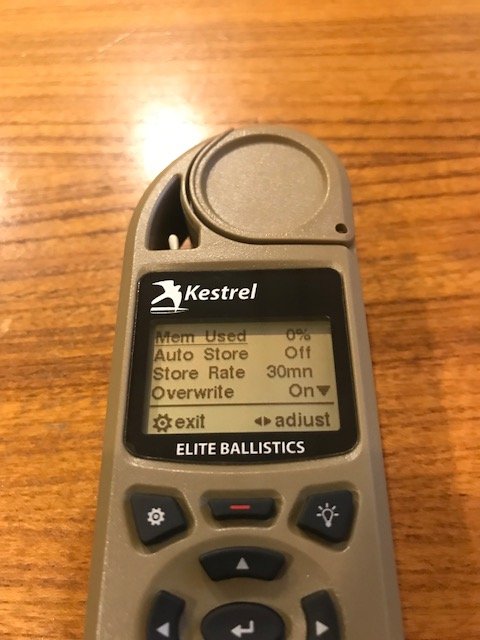 Kestrel
Mem Used 0%
Auto Store Off
Store Rate 30mn
Overwrite On
exit adjust
ELITE BALLISTICS